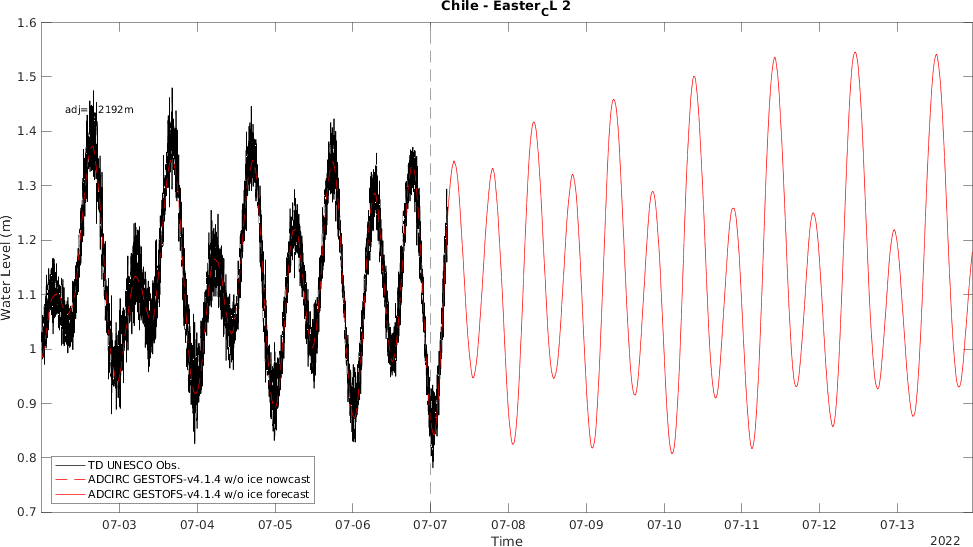 Chile - Easter_CL 2
1.6
1.5
1.4
1.3
1.2
1.1
1
0.9
0.8
0.7
Water Level (m)
2192m
TD UNESCO Obs.
ADCIRC GESTOFS-v4.1.4 w/o ice nowcast
ADCIRC GESTOFS-v4.1.4 w/o ice forecast
07-03 07-04 07-05 07-06 07-07 07-08 07-09 07-10 07-11 07-12 07-13
Time
2022